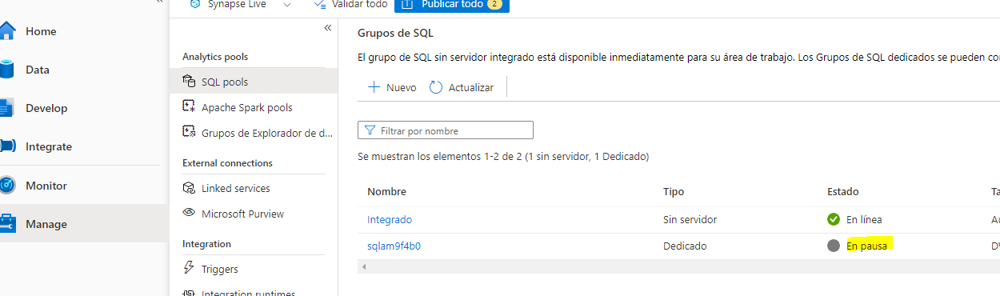 Synapse Live
Validar todo
Publicar todo 2
Home
Data
Develop
Integrate
Monitor
Manage
Analytics pools
SQL pools
Apache Spark pools
Grupos de Explorador de d...
External connections
Linked services
Microsoft Purview
Integration
Triggers
Integration runtimes
Grupos de SQL
El grupo de SQL sin servidor integrado está disponible inmediatamente para su área de trabajo. Los Grupos de SQL dedicados se pueden
Nuevo Actualizar
Filtrar por nombre
Se muestran los elementos 1-2 de 2 (1 sin servidor, 1 Dedicado)
Nombre Tipo Estado
Integrado Sin servidor En línea
sqlam9f4b0 Dedicado En pausa